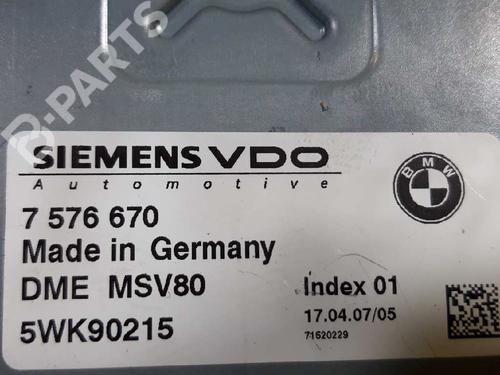 B-PARTS
SIEMENS VDO
Automotive
BMW
7 576 670
Made in Germany
DME MSV80
Index 01
5WK90215
17.04.07/05
71520229